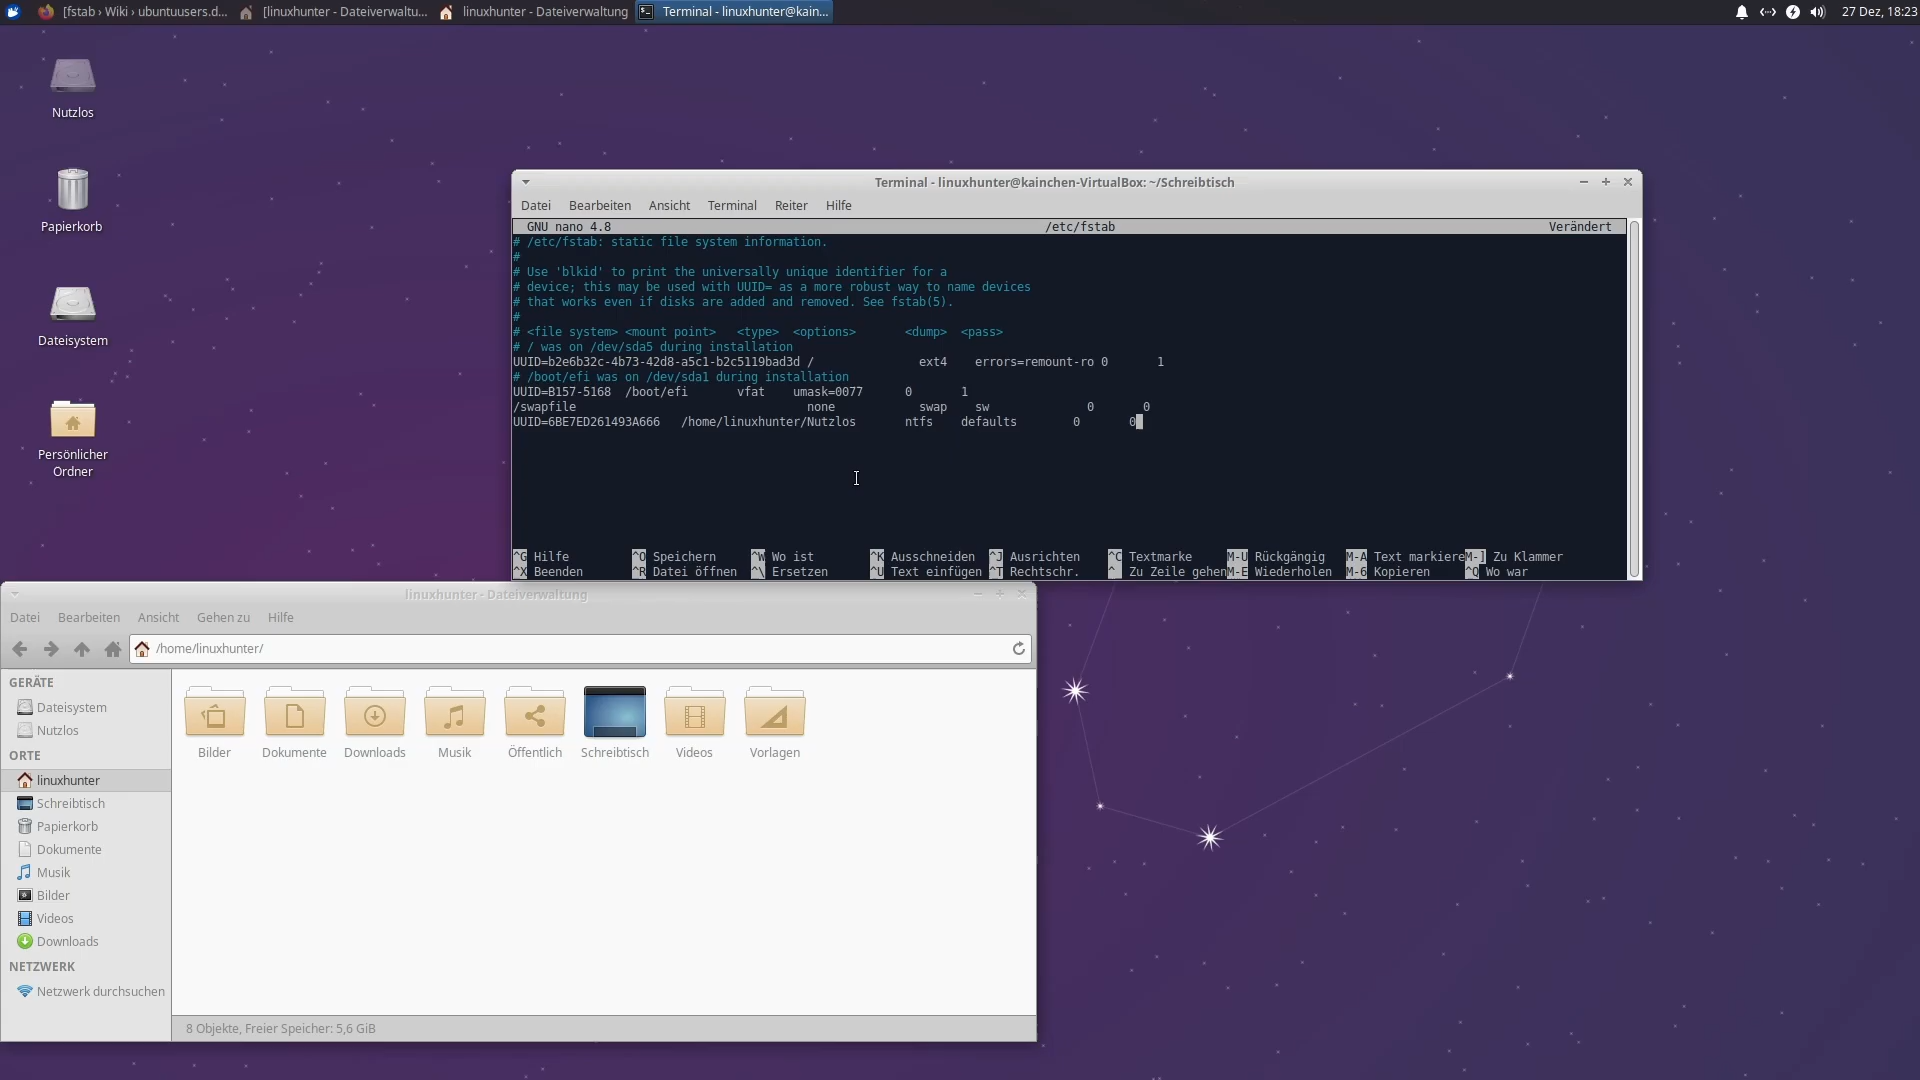 [fstab › Wiki › ubuntuusers.d...
[linuxhunter - Dateiverwaltu...
linuxhunter - Dateiverwaltung
Terminal - linuxhunter@kain...
27 Dez, 18:23
Nutzlos
Papierkorb
Dateisystem
Persönlicher
Ordner
Terminal - linuxhunter@kainchen-VirtualBox: ~/Schreibtisch
Datei Bearbeiten Ansicht Terminal Reiter Hilfe
GNU nano 4.8 /etc/fstab Verändert
# /etc/fstab: static file system information.
#
# Use 'blkid' to print the universally unique identifier for a
# device; this may be used with UUID= as a more robust way to name devices
# that works even if disks are added and removed. See fstab(5).
#
# <file system> <mount point>   <type>  <options>       <dump>  <pass>
# / was on /dev/sda5 during installation
UUID=b2e6b32c-4b73-42d8-a5c1-b2c5119bad3d /               ext4    errors=remount-ro 0       1
# /boot/efi was on /dev/sda1 during installation
UUID=B157-5168  /boot/efi       vfat    umask=0077      0       1
/swapfile                                 none            swap    sw              0       0
UUID=6BE7ED261493A666   /home/linuxhunter/Nutzlos       ntfs    defaults        0       0
^G Hilfe ^O Speichern ^W Wo ist ^K Ausschneiden ^J Ausrichten ^C Textmarke M-U Rückgängig M-A Text markiere M-] Zu Klammer
^X Beenden ^R Datei öffnen ^\ Ersetzen ^U Text einfügen ^T Rechtschr. ^_ Zu Zeile gehen M-E Wiederholen M-6 Kopieren ^Q Wo war
linuxhunter - Dateiverwaltung
Datei Bearbeiten Ansicht Gehen zu Hilfe
/home/linuxhunter/
GERÄTE
Dateisystem
Nutzlos
ORTE
linuxhunter
Schreibtisch
Papierkorb
Dokumente
Musik
Bilder
Videos
Downloads
NETZWERK
Netzwerk durchsuchen
Bilder Dokumente Downloads Musik Öffentlich Schreibtisch Videos Vorlagen
8 Objekte, Freier Speicher: 5,6 GiB